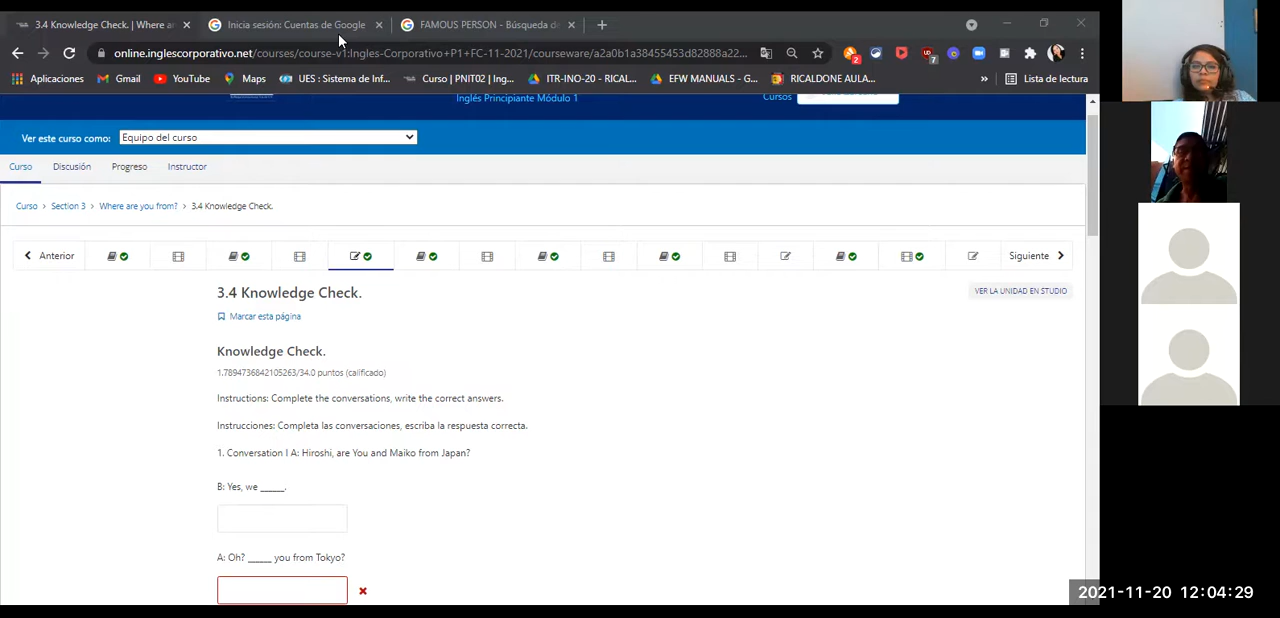 3.4 Knowledge Check. | Where ar
Inicia sesión: Cuentas de Google
FAMOUS PERSON - Búsqueda de
online.inglescorporativo.net/courses/course-v1:Ingles-Corporativo+P1+FC-11-2021/courseware/a2a0b1a38455453d82888a22...
Aplicaciones
Gmail
YouTube
Maps
UES : Sistema de Inf...
Curso | PNIT02 | Ing...
ITR-INO-20 - RICAL...
EFW MANUALS - G...
RICALDONE AULA...
»
Lista de lectura
Inglés Principiante Módulo 1
Cursos
Ver este curso como:
Equipo del curso
Curso
Discusión
Progreso
Instructor
Curso > Section 3 > Where are you from? > 3.4 Knowledge Check.
Anterior
Siguiente
3.4 Knowledge Check.
VER LA UNIDAD EN STUDIO
Marcar esta página
Knowledge Check.
1.7894736842105263/34.0 puntos (calificado)
Instructions: Complete the conversations, write the correct answers.
Instrucciones: Completa las conversaciones, escriba la respuesta correcta.
1. Conversation I A: Hiroshi, are You and Maiko from Japan?
B: Yes, we ______.
A: Oh? ______ you from Tokyo?
2021-11-20 12:04:29